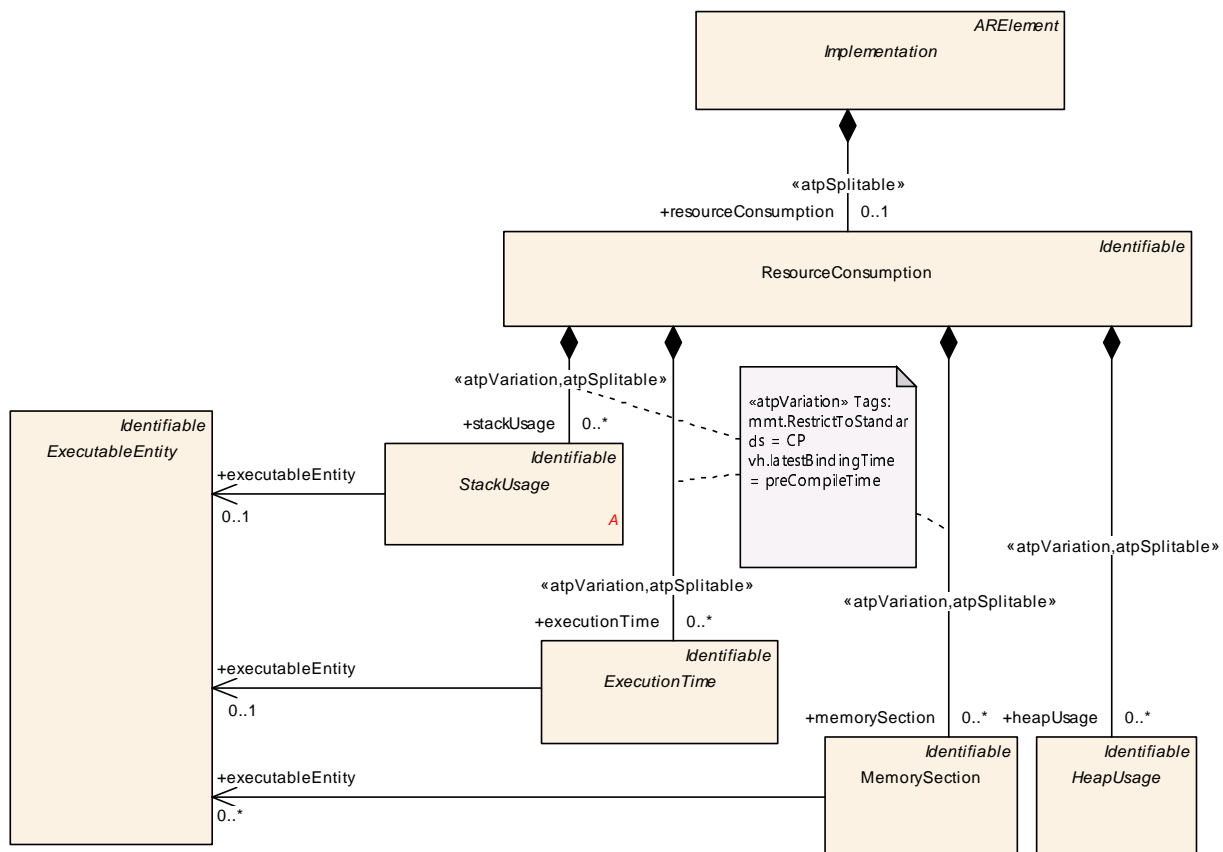 ARElement
Implementation
«atpSplitable»
+resourceConsumption 0..1
Identifiable
ResourceConsumption
«atpVariation,atpSplitable»
+stackUsage 0..*
«atpVariation» Tags:
mmt.RestrictToStandar
ds = CP
vh.latestBindingTime
= preCompileTime
Identifiable
ExecutableEntity
Identifiable
StackUsage
A
+executableEntity
0..1
«atpVariation,atpSplitable»
«atpVariation,atpSplitable»
«atpVariation,atpSplitable»
+executionTime 0..*
Identifiable
ExecutionTime
+executableEntity
0..1
+memorySection 0..*
+heapUsage 0..*
Identifiable
MemorySection
Identifiable
HeapUsage
+executableEntity
0..*